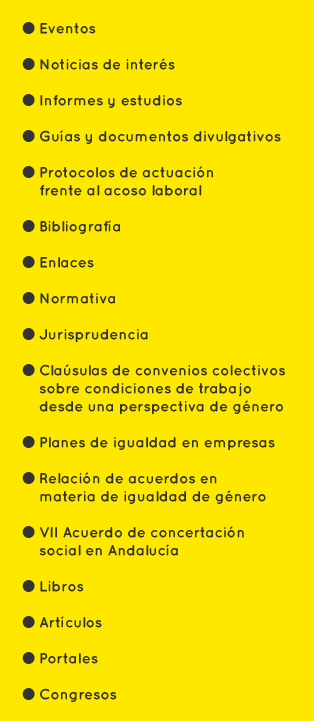 ● Eventos
● Noticias de interés
● Informes y estudios
● Guías y documentos divulgativos
● Protocolos de actuación
frente al acoso laboral
● Bibliografía
● Enlaces
● Normativa
● Jurisprudencia
● Claúsulas de convenios colectivos
sobre condiciones de trabajo
desde una perspectiva de género
● Planes de igualdad en empresas
● Relación de acuerdos en
materia de igualdad de género
● VII Acuerdo de concertación
social en Andalucía
● Libros
● Artículos
● Portales
● Congresos